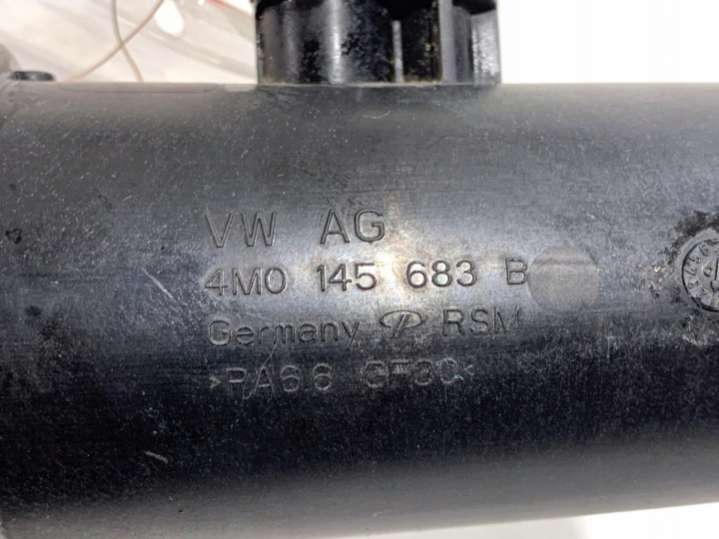 VW AG
4M0 145 683 B
Germany RSM
>PA66 GF30<